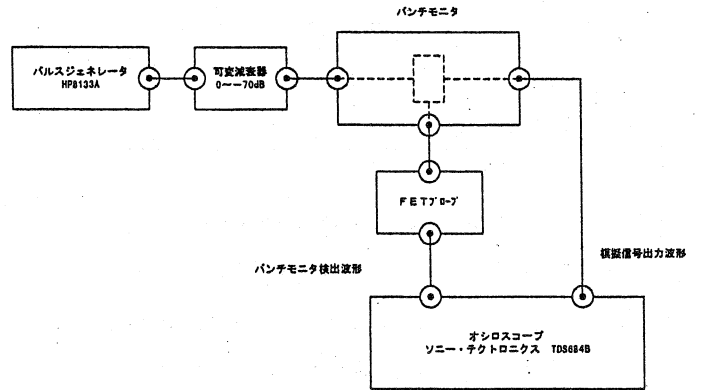 バンチモニタ
パルスジェネレータ
HP8133A
可変減衰器
0〜−70dB
FETプローブ
バンチモニタ検出波形
模擬信号出力波形
オシロスコープ
ソニー・テクトロニクス TDS684B